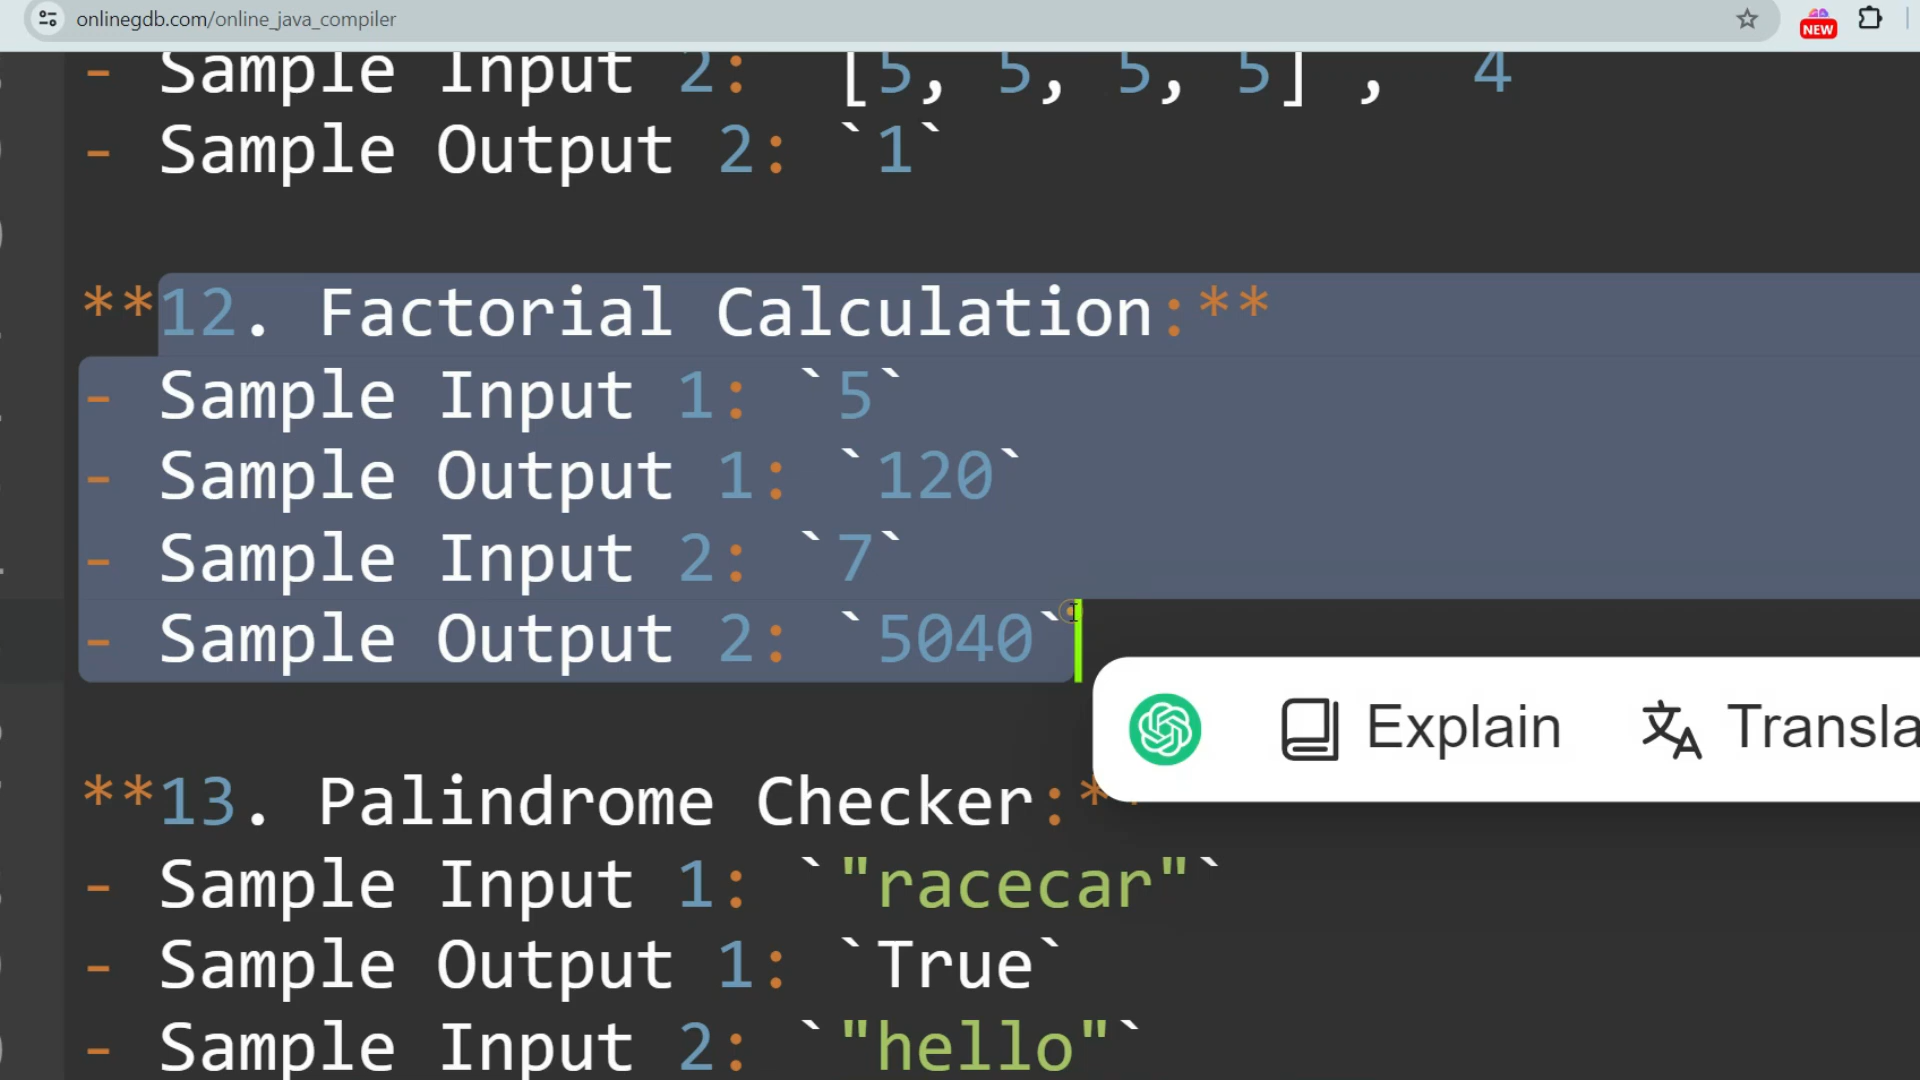 onlinegdb.com/online_java_compiler
NEW
- Sample Input 2: [5, 5, 5, 5] , 4
- Sample Output 2: `1`
**12. Factorial Calculation:**
- Sample Input 1: `5`
- Sample Output 1: `120`
- Sample Input 2: `7`
- Sample Output 2: `5040`
Explain
Transla
**13. Palindrome Checker:*
- Sample Input 1: `"racecar"`
- Sample Output 1: `True`
- Sample Input 2: `"hello"`